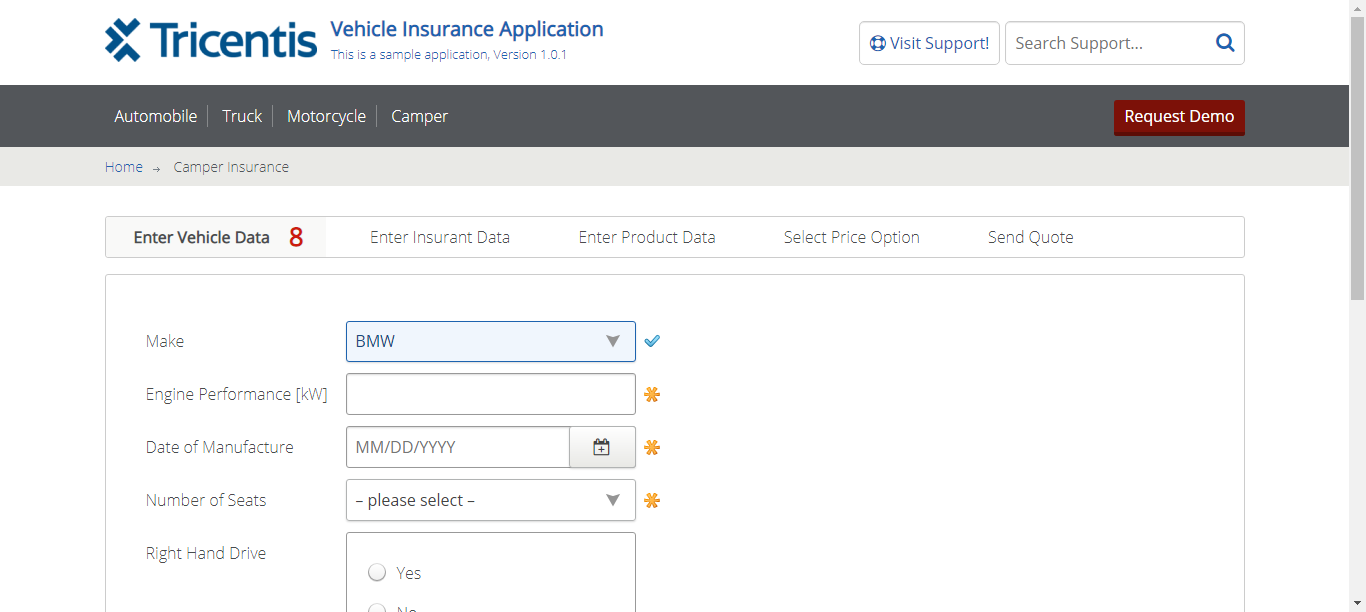 Tricentis
Vehicle Insurance Application
This is a sample application, Version 1.0.1
Visit Support!
Search Support...
Automobile
Truck
Motorcycle
Camper
Request Demo
Home → Camper Insurance
Enter Vehicle Data 8
Enter Insurant Data
Enter Product Data
Select Price Option
Send Quote
Make
BMW
Engine Performance [kW]
Date of Manufacture
MM/DD/YYYY
Number of Seats
– please select –
Right Hand Drive
Yes
No